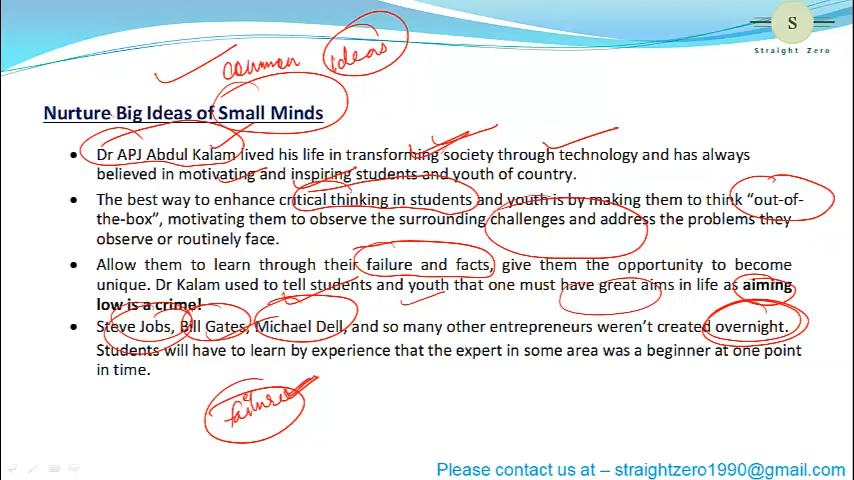 S
Straight Zero
common ideas
Nurture Big Ideas of Small Minds
• Dr APJ Abdul Kalam lived his life in transforming society through technology and has always
believed in motivating and inspiring students and youth of country.
• The best way to enhance critical thinking in students and youth is by making them to think “out-of-
the-box”, motivating them to observe the surrounding challenges and address the problems they
observe or routinely face.
• Allow them to learn through their failure and facts, give them the opportunity to become
unique. Dr Kalam used to tell students and youth that one must have great aims in life as aiming
low is a crime!
• Steve Jobs, Bill Gates, Michael Dell, and so many other entrepreneurs weren’t created overnight.
Students will have to learn by experience that the expert in some area was a beginner at one point
in time.
failure
Please contact us at – straightzero1990@gmail.com